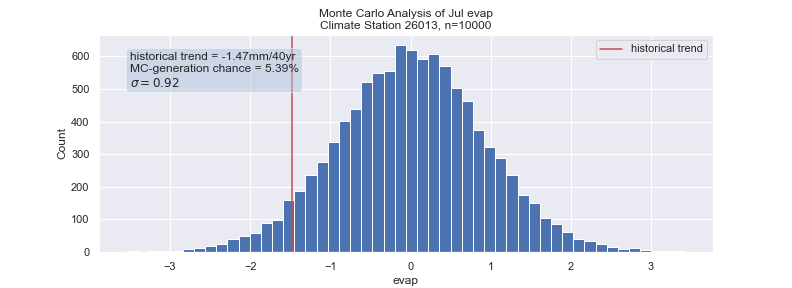 Monte Carlo Analysis of Jul evap
Climate Station 26013, n=10000
historical trend = -1.47mm/40yr
MC-generation chance = 5.39%
σ = 0.92
historical trend
Count
600
500
400
300
200
100
0
−3
−2
−1
0
1
2
3
evap